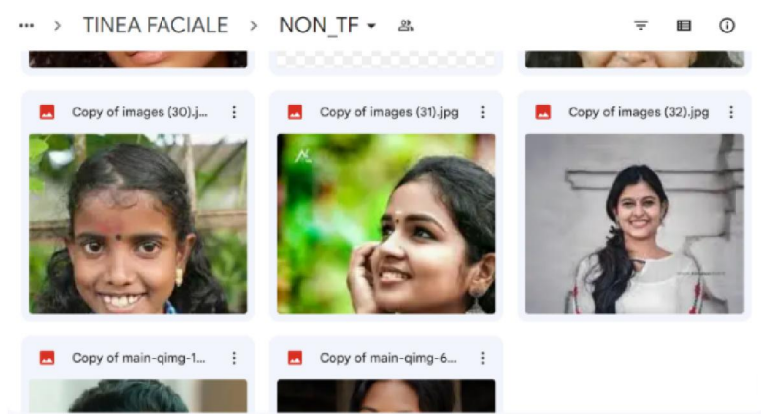 ... > TINEA FACIALE > NON_TF
Copy of images (30).j...
Copy of images (31).jpg
Copy of images (32).jpg
Copy of main-qimg-1...
Copy of main-qimg-6...